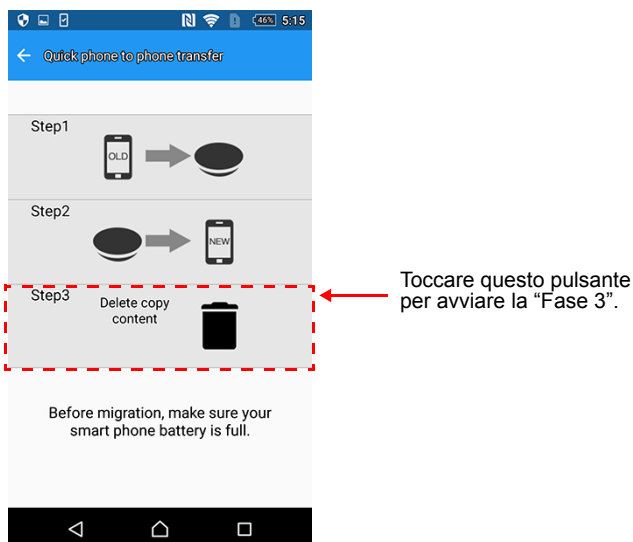 46%
5:15
Quick phone to phone transfer
Step1
OLD
Step2
NEW
Step3
Delete copy
content
Toccare questo pulsante
per avviare la “Fase 3”.
Before migration, make sure your
smart phone battery is full.